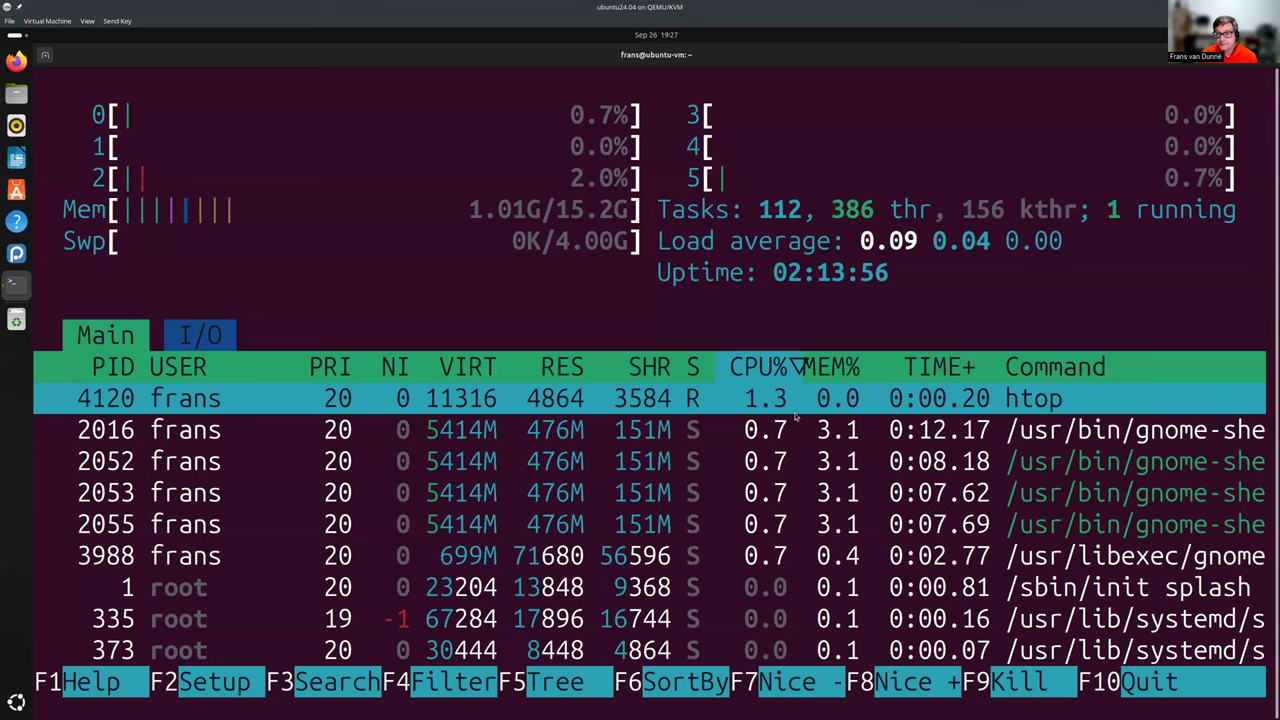 ubuntu24.04 on QEMU/KVM
File Virtual Machine View Send Key
Sep 26 19:27
frans@ubuntu-vm: ~
Frans van Dunné
0[| 0.7%] 3[ 0.0%]
1[ 0.0%] 4[ 0.0%]
2[|| 2.0%] 5[| 0.7%]
Mem[|||||||| 1.01G/15.2G] Tasks: 112, 386 thr, 156 kthr; 1 running
Swp[ 0K/4.00G] Load average: 0.09 0.04 0.00
Uptime: 02:13:56
Main I/O
PID USER PRI NI VIRT RES SHR S CPU%▽MEM% TIME+ Command
4120 frans 20 0 11316 4864 3584 R 1.3 0.0 0:00.20 htop
2016 frans 20 0 5414M 476M 151M S 0.7 3.1 0:12.17 /usr/bin/gnome-she
2052 frans 20 0 5414M 476M 151M S 0.7 3.1 0:08.18 /usr/bin/gnome-she
2053 frans 20 0 5414M 476M 151M S 0.7 3.1 0:07.62 /usr/bin/gnome-she
2055 frans 20 0 5414M 476M 151M S 0.7 3.1 0:07.69 /usr/bin/gnome-she
3988 frans 20 0 699M 71680 56596 S 0.7 0.4 0:02.77 /usr/libexec/gnome
1 root 20 0 23204 13848 9368 S 0.0 0.1 0:00.81 /sbin/init splash
335 root 19 -1 67284 17896 16744 S 0.0 0.1 0:00.16 /usr/lib/systemd/s
373 root 20 0 30444 8448 4864 S 0.0 0.1 0:00.07 /usr/lib/systemd/s
F1Help F2Setup F3SearchF4FilterF5Tree F6SortByF7Nice -F8Nice +F9Kill F10Quit